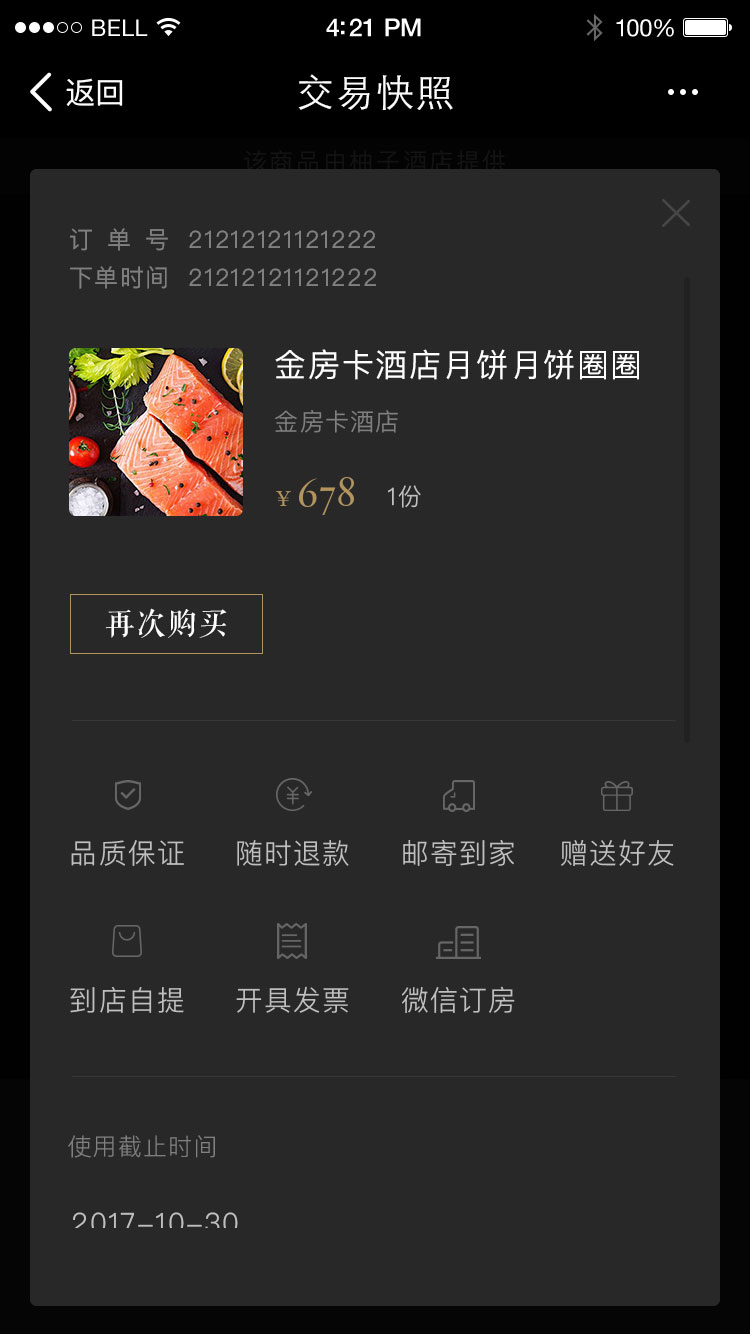 BELL 4:21 PM 100%
返回 交易快照
该商品由柚子酒店提供
订单号 21212121121222
下单时间 21212121121222
金房卡酒店月饼月饼圈圈
金房卡酒店
¥678 1份
再次购买
品质保证 随时退款 邮寄到家 赠送好友
到店自提 开具发票 微信订房
使用截止时间
2017-10-30